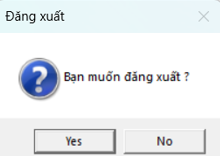 Đăng xuất
Bạn muốn đăng xuất ?
Yes
No